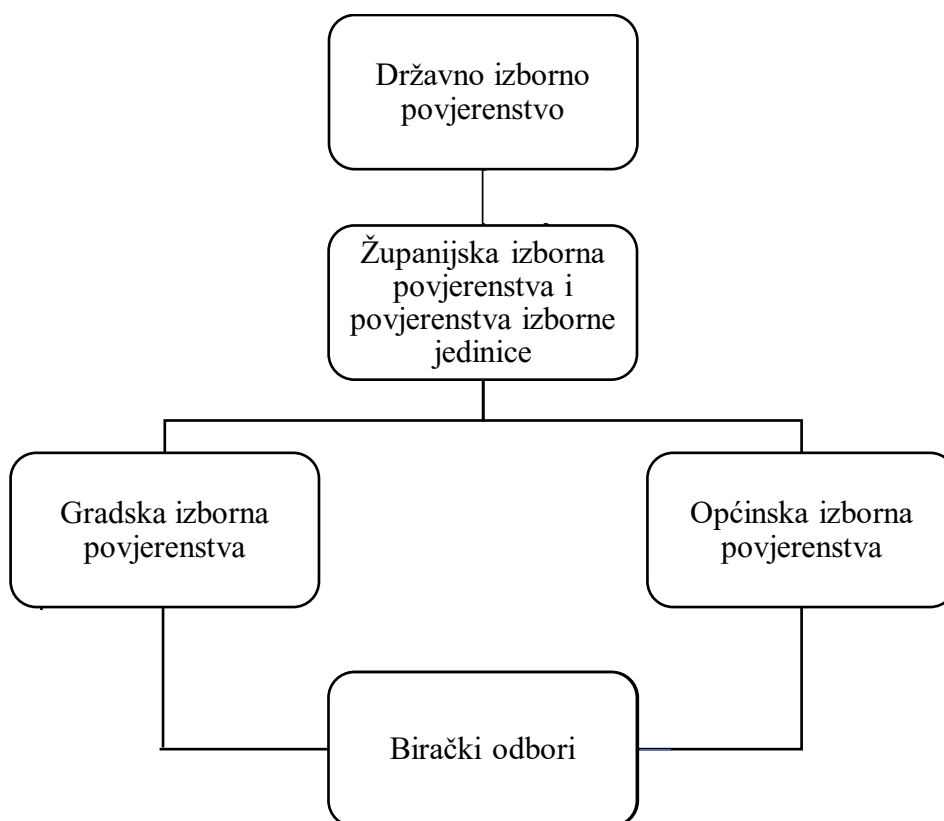 Državno izborno
povjerenstvo
Županijska izborna
povjerenstva i
povjerenstva izborne
jedinice
Gradska izborna
povjerenstva
Općinska izborna
povjerenstva
Birački odbori